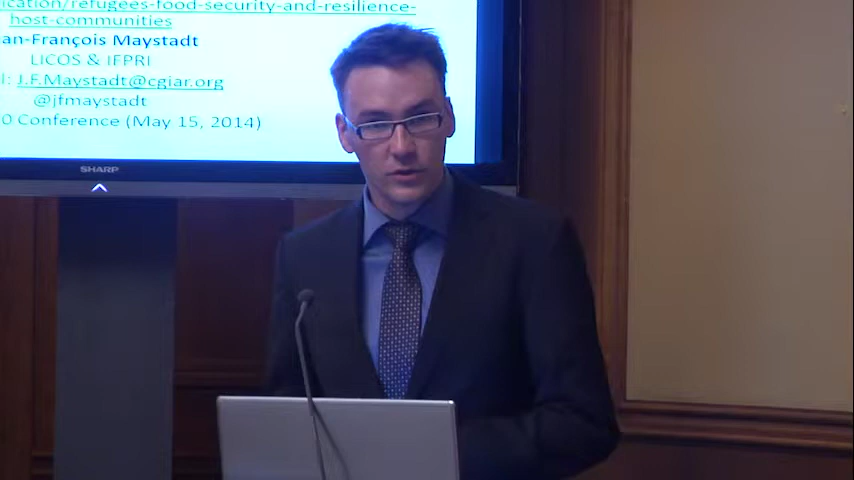 ication/refugees-food-security-and-resilience-
host-communities
an-François Maystadt
LICOS & IFPRI
l: J.F.Maystadt@cgiar.org
@jfmaystadt
0 Conference (May 15, 2014)
SHARP